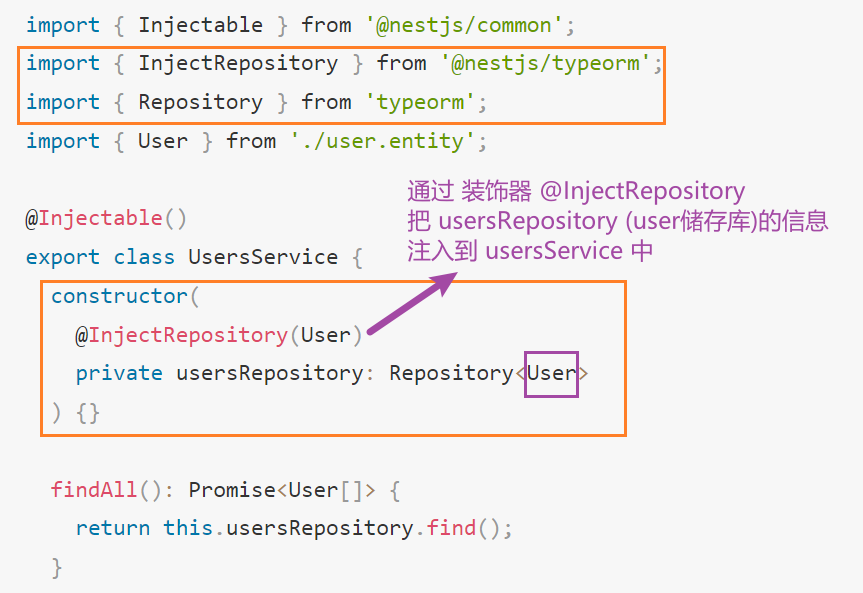 import { Injectable } from '@nestjs/common';
import { InjectRepository } from '@nestjs/typeorm';
import { Repository } from 'typeorm';
import { User } from './user.entity';
通过 装饰器 @InjectRepository
把 usersRepository (user储存库)的信息
注入到 usersService 中
@Injectable()
export class UsersService {
constructor(
@InjectRepository(User)
private usersRepository: Repository<User>
) {}
findAll(): Promise<User[]> {
return this.usersRepository.find();
}